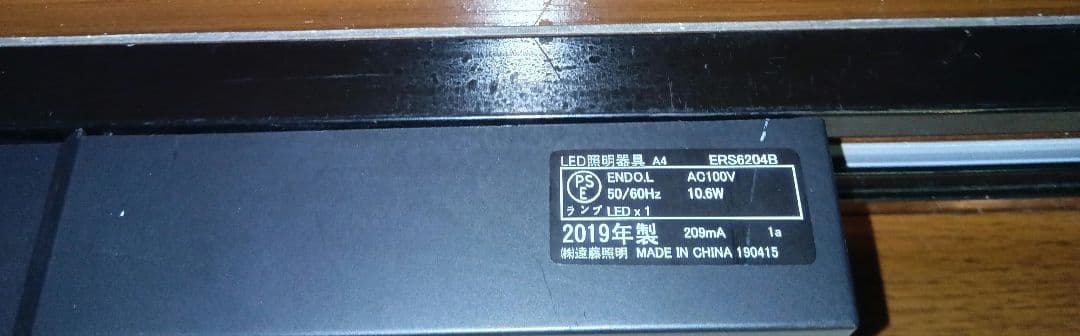 LED照明器具 A4 ERS6204B
PSE ENDO.L AC100V
50/60Hz 10.6W
ランプ LED x 1
2019年製 209mA 1a
㈱遠藤照明 MADE IN CHINA 190415